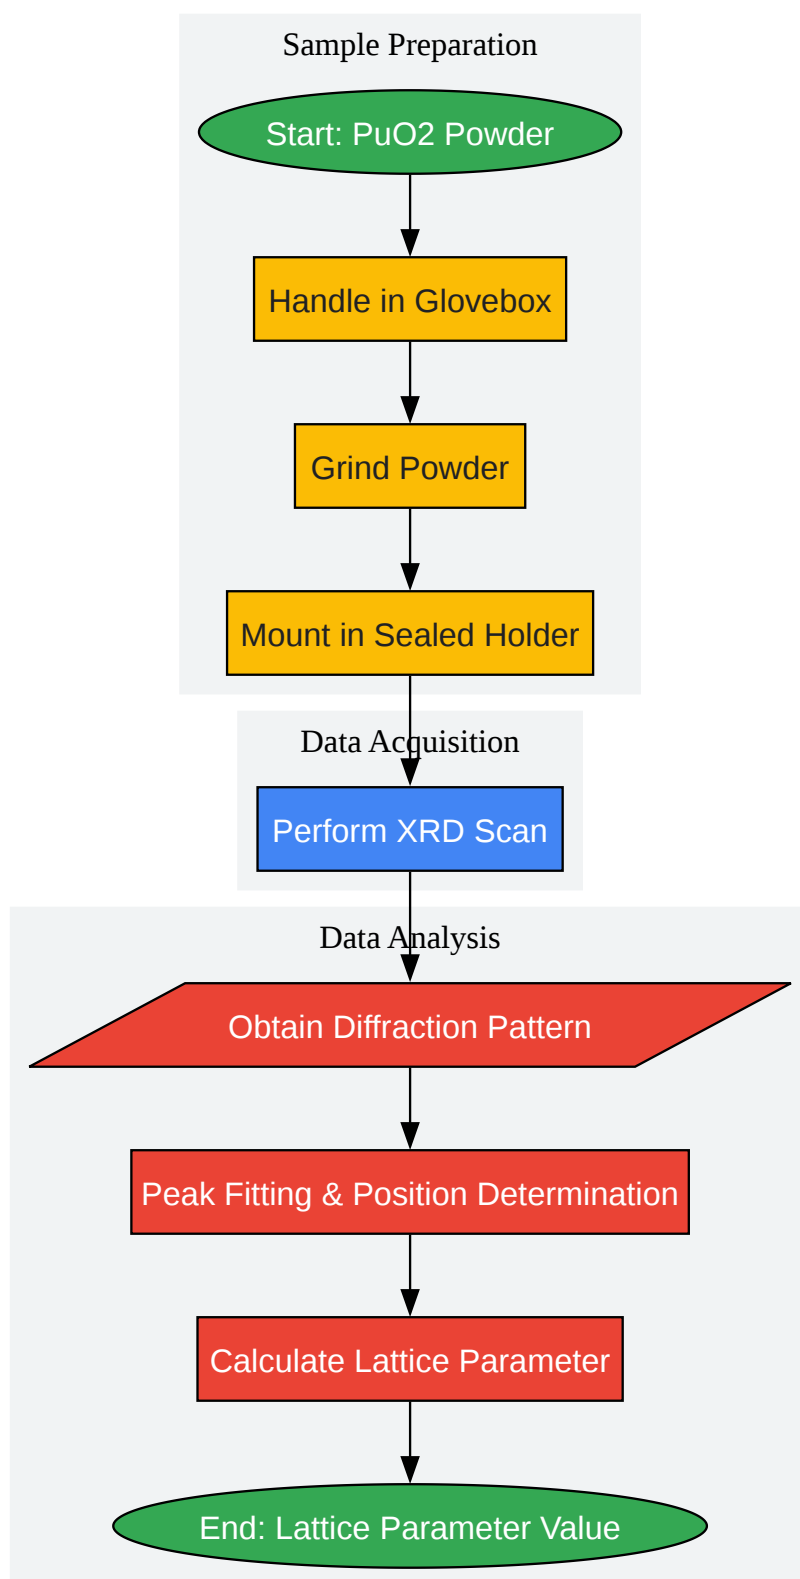 Sample Preparation
Start: PuO2 Powder
Handle in Glovebox
Grind Powder
Mount in Sealed Holder
Data Acquisition
Perform XRD Scan
Data Analysis
Obtain Diffraction Pattern
Peak Fitting & Position Determination
Calculate Lattice Parameter
End: Lattice Parameter Value